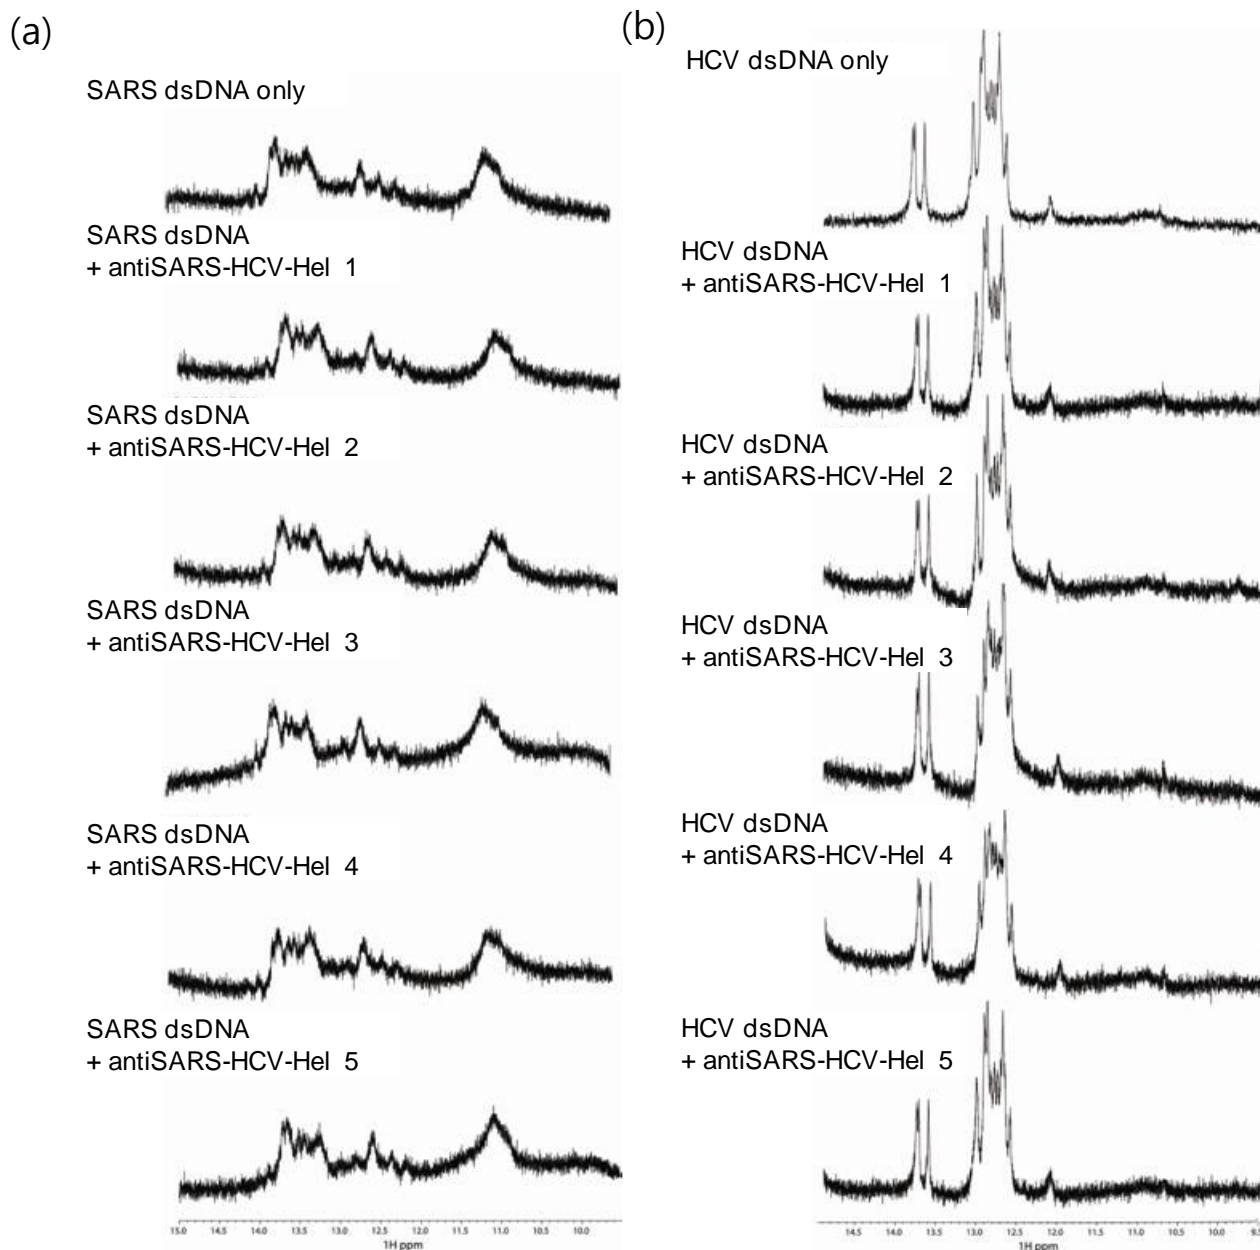 (a)
SARS dsDNA only
SARS dsDNA
+ antiSARS-HCV-Hel 1
SARS dsDNA
+ antiSARS-HCV-Hel 2
SARS dsDNA
+ antiSARS-HCV-Hel 3
SARS dsDNA
+ antiSARS-HCV-Hel 4
SARS dsDNA
+ antiSARS-HCV-Hel 5
15.0 14.5 14.0 13.5 13.0 12.5 12.0 11.5 11.0 10.5 10.0
1H ppm
(b)
HCV dsDNA only
HCV dsDNA
+ antiSARS-HCV-Hel 1
HCV dsDNA
+ antiSARS-HCV-Hel 2
HCV dsDNA
+ antiSARS-HCV-Hel 3
HCV dsDNA
+ antiSARS-HCV-Hel 4
HCV dsDNA
+ antiSARS-HCV-Hel 5
14.5 14.0 13.5 13.0 12.5 12.0 11.5 11.0 10.5 10.0
1H ppm